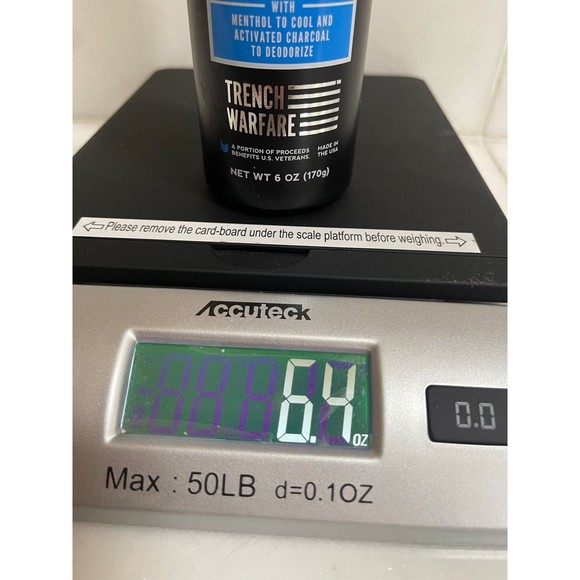 WITH
MENTHOL TO COOL AND
ACTIVATED CHARCOAL
TO DEODORIZE
TRENCH
WARFARE
A PORTION OF PROCEEDS
BENEFITS U.S. VETERANS.
MADE IN
THE USA
NET WT 6 OZ (170g)
Please remove the card-board under the scale platform before weighing.
Accuteck
6.4 OZ
0.0
Max : 50LB d=0.1OZ